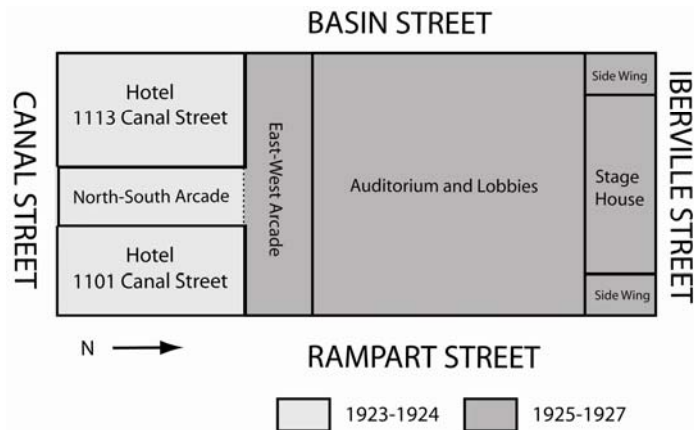 BASIN STREET
CANAL STREET
Hotel
1113 Canal Street
North-South Arcade
Hotel
1101 Canal Street
East-West Arcade
Auditorium and Lobbies
Side Wing
Stage
House
Side Wing
IBERVILLE STREET
N
RAMPART STREET
1923-1924
1925-1927